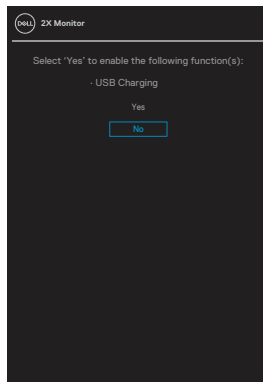 DELL 2X Monitor
Select 'Yes' to enable the following function(s):
- USB Charging
Yes
No